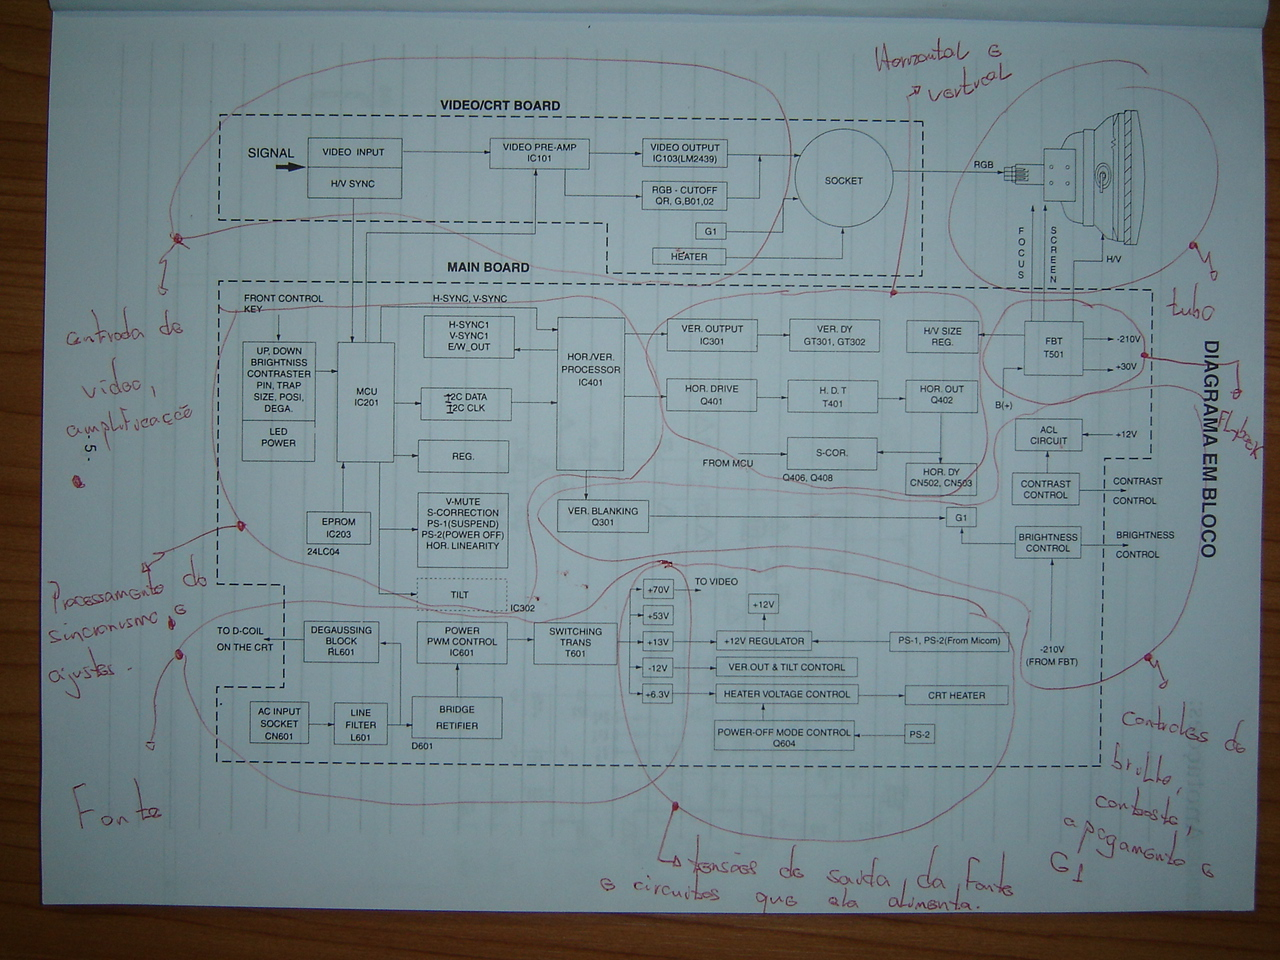 Horizontal e
vertical
VIDEO/CRT BOARD
SIGNAL
VIDEO INPUT
H/V SYNC
VIDEO PRE-AMP
IC101
VIDEO OUTPUT
IC103(LM2439)
RGB - CUTOFF
QR, G,B01,02
G1
HEATER
SOCKET
RGB
FOCUS
SCREEN
H/V
tubo
entrada de
vídeo,
amplificação
- 5 -
DIAGRAMA EM BLOCO
MAIN BOARD
FRONT CONTROL
KEY
H-SYNC, V-SYNC
UP, DOWN
BRIGHTNISS
CONTRASTER
PIN, TRAP
SIZE, POSI,
DEGA.
LED
POWER
MCU
IC201
H-SYNC1
V-SYNC1
E/W_OUT
I2C DATA
I2C CLK
REG.
V-MUTE
S-CORRECTION
PS-1(SUSPEND)
PS-2(POWER OFF)
HOR. LINEARITY
TILT
IC302
EPROM
IC203
24LC04
HOR./VER.
PROCESSOR
IC401
VER. OUTPUT
IC301
VER. DY
GT301, GT302
H/V SIZE
REG.
FBT
T501
-210V
+30V
B(+)
Flyback
HOR. DRIVE
Q401
H. D. T
T401
HOR. OUT
Q402
FROM MCU
S-COR.
Q406, Q408
HOR. DY
CN502, CN503
ACL
CIRCUIT
+12V
CONTRAST
CONTROL
CONTRAST
CONTROL
VER. BLANKING
Q301
G1
BRIGHTNESS
CONTROL
BRIGHTNESS
CONTROL
-210V
(FROM FBT)
Processamento de
sincronismo e
ajustes.
TO D-COIL
ON THE CRT
DEGAUSSING
BLOCK
RL601
POWER
PWM CONTROL
IC601
SWITCHING
TRANS
T601
+70V
TO VIDEO
+53V
+13V
-12V
+6.3V
+12V
+12V REGULATOR
PS-1, PS-2(From Micom)
VER OUT & TILT CONTORL
HEATER VOLTAGE CONTROL
CRT HEATER
POWER-OFF MODE CONTROL
Q604
PS-2
AC INPUT
SOCKET
CN601
LINE
FILTER
L601
BRIDGE
RETIFIER
D601
Fonte
Controles de
brilho,
contraste,
apagamento e
G1
tensões de saída da fonte
e circuitos que ela alimenta.